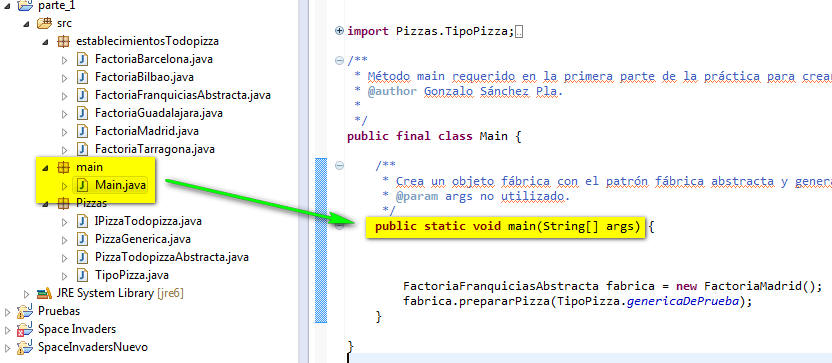 parte_1
src
establecimientosTodopizza
FactoriaBarcelona.java
FactoriaBilbao.java
FactoriaFranquiciasAbstracta.java
FactoriaGuadalajara.java
FactoriaMadrid.java
FactoriaTarragona.java
main
Main.java
Pizzas
IPizzaTodopizza.java
PizzaGenerica.java
PizzaTodopizzaAbstracta.java
TipoPizza.java
JRE System Library [jre6]
Pruebas
Space Invaders
SpaceInvadersNuevo
import Pizzas.TipoPizza;
/**
* Método main requerido en la primera parte de la práctica para crear
* @author Gonzalo Sánchez Pla.
*
*/
public final class Main {
/**
* Crea un objeto fábrica con el patrón fábrica abstracta y genera
* @param args no utilizado.
*/
public static void main(String[] args) {
FactoriaFranquiciasAbstracta fabrica = new FactoriaMadrid();
fabrica.prepararPizza(TipoPizza.genericaDePrueba);
}
}